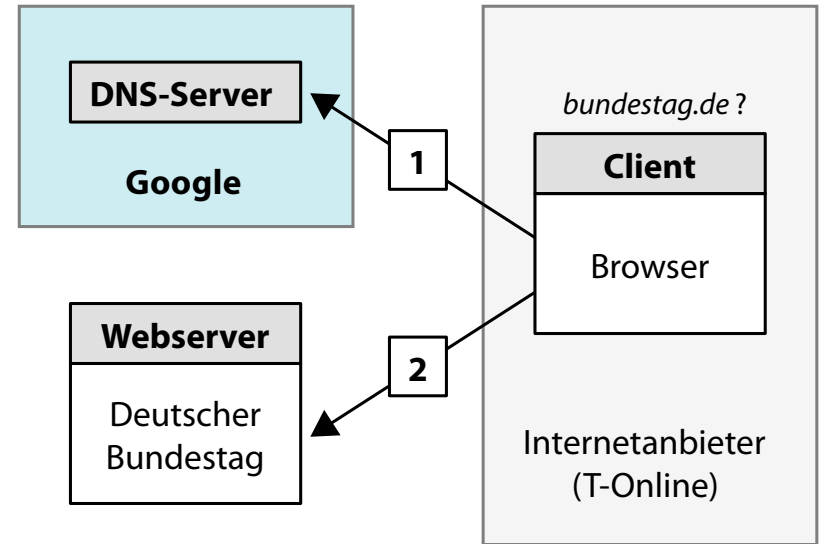 DNS-Server
Google
1
bundestag.de ?
Client
Browser
Webserver
Deutscher
Bundestag
2
Internetanbieter
(T-Online)